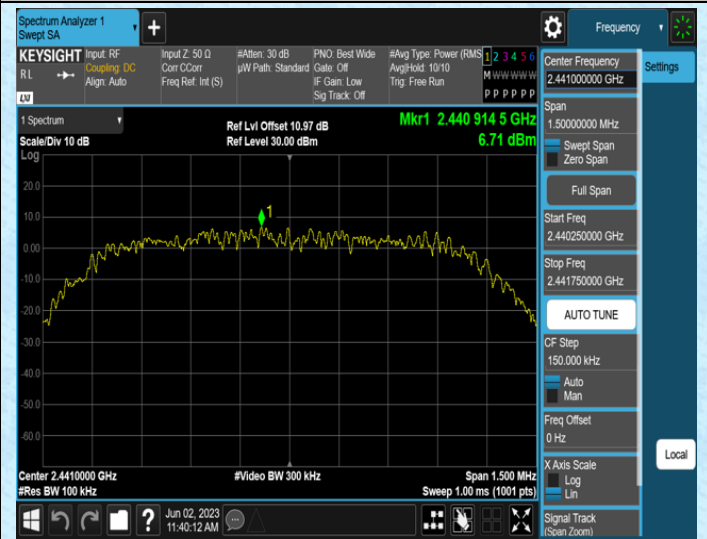 Spectrum Analyzer 1
Swept SA
+
Frequency
KEYSIGHT
RL
LXI
Input: RF
Coupling: DC
Align: Auto
Input Z: 50 Ω
Corr CCorr
Freq Ref: Int (S)
#Atten: 30 dB
µW Path: Standard
PNO: Best Wide
Gate: Off
IF Gain: Low
Sig Track: Off
#Avg Type: Power (RMS
Avg|Hold: 10/10
Trig: Free Run
1 2 3 4 5 6
M W W W W W
P P P P P P
1 Spectrum
Scale/Div 10 dB
Log
Ref Lvl Offset 10.97 dB
Ref Level 30.00 dBm
Mkr1 2.440 914 5 GHz
6.71 dBm
1
20.0
10.0
0.00
-10.0
-20.0
-30.0
-40.0
-50.0
-60.0
Center 2.4410000 GHz
#Res BW 100 kHz
#Video BW 300 kHz
Span 1.500 MHz
Sweep 1.00 ms (1001 pts)
Jun 02, 2023
11:40:12 AM
?
Center Frequency
2.441000000 GHz
Settings
Span
1.50000000 MHz
Swept Span
Zero Span
Full Span
Start Freq
2.440250000 GHz
Stop Freq
2.441750000 GHz
AUTO TUNE
CF Step
150.000 kHz
Auto
Man
Freq Offset
0 Hz
X Axis Scale
Log
Lin
Local
Signal Track
(Span Zoom)